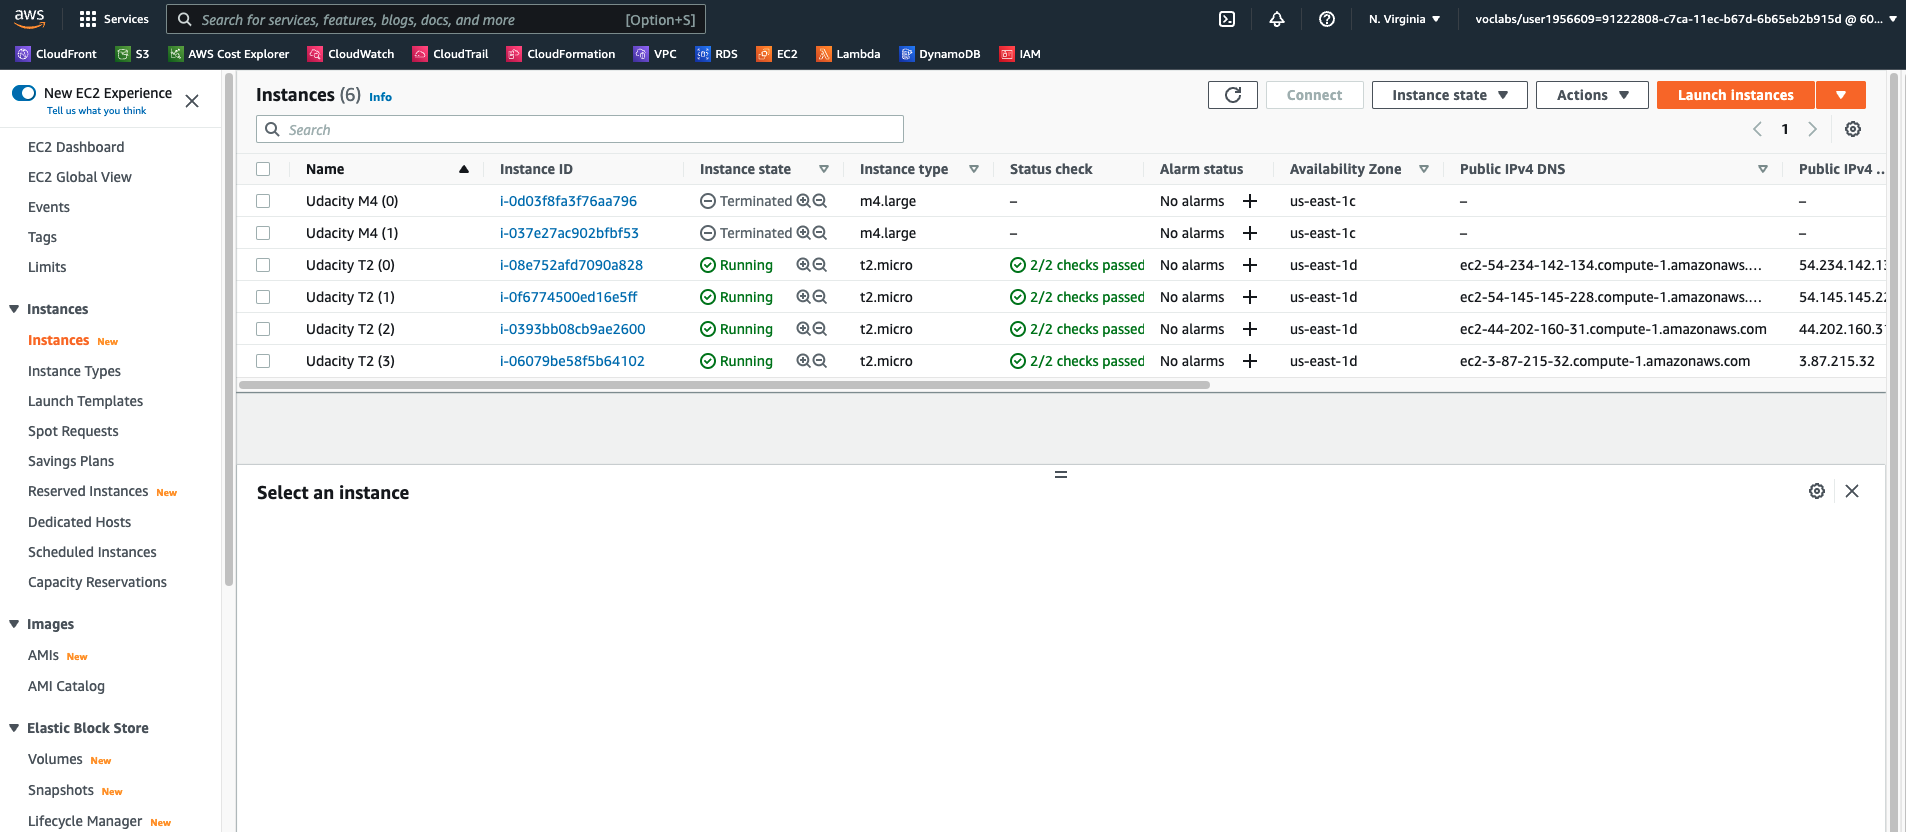 aws Services Search for services, features, blogs, docs, and more [Option+S] N. Virginia voclabs/user1956609=91222808-c7ca-11ec-b67d-6b65eb2b915d @ 60...
CloudFront S3 AWS Cost Explorer CloudWatch CloudTrail CloudFormation VPC RDS EC2 Lambda DynamoDB IAM
New EC2 Experience
Tell us what you think
EC2 Dashboard
EC2 Global View
Events
Tags
Limits
Instances
Instances New
Instance Types
Launch Templates
Spot Requests
Savings Plans
Reserved Instances New
Dedicated Hosts
Scheduled Instances
Capacity Reservations
Images
AMIs New
AMI Catalog
Elastic Block Store
Volumes New
Snapshots New
Lifecycle Manager New
Instances (6) Info Connect Instance state Actions Launch instances
Search 1
Name Instance ID Instance state Instance type Status check Alarm status Availability Zone Public IPv4 DNS Public IPv4 ...
Udacity M4 (0) i-0d03f8fa3f76aa796 Terminated m4.large – No alarms + us-east-1c – –
Udacity M4 (1) i-037e27ac902bfbf53 Terminated m4.large – No alarms + us-east-1c – –
Udacity T2 (0) i-08e752afd7090a828 Running t2.micro 2/2 checks passed No alarms + us-east-1d ec2-54-234-142-134.compute-1.amazonaws.... 54.234.142.13
Udacity T2 (1) i-0f6774500ed16e5ff Running t2.micro 2/2 checks passed No alarms + us-east-1d ec2-54-145-145-228.compute-1.amazonaws.... 54.145.145.22
Udacity T2 (2) i-0393bb08cb9ae2600 Running t2.micro 2/2 checks passed No alarms + us-east-1d ec2-44-202-160-31.compute-1.amazonaws.com 44.202.160.31
Udacity T2 (3) i-06079be58f5b64102 Running t2.micro 2/2 checks passed No alarms + us-east-1d ec2-3-87-215-32.compute-1.amazonaws.com 3.87.215.32
Select an instance